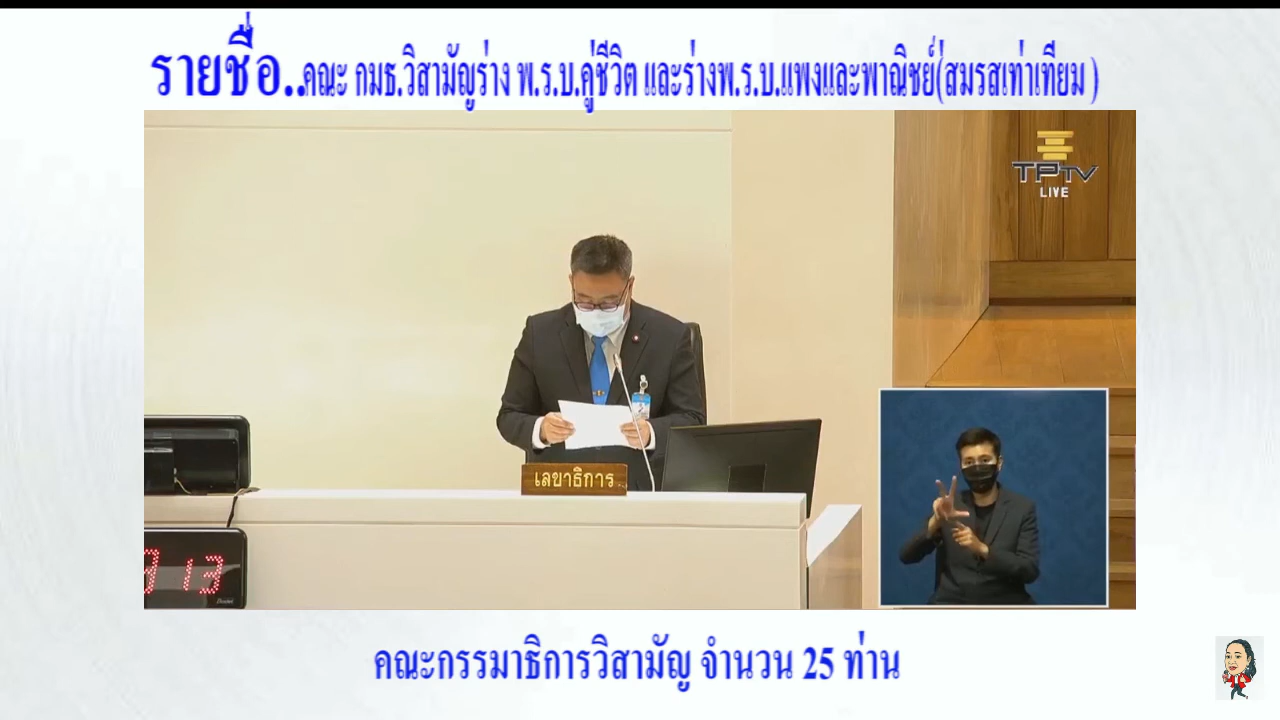 รายชื่อ..คณะ กมธ.วิสามัญร่าง พ.ร.บ.คู่ชีวิต และร่างพ.ร.บ.แพงและพาณิชย์(สมรสเท่าเทียม )
TPTV
LIVE
เลขาธิการ
913
คณะกรรมาธิการวิสามัญ จำนวน 25 ท่าน